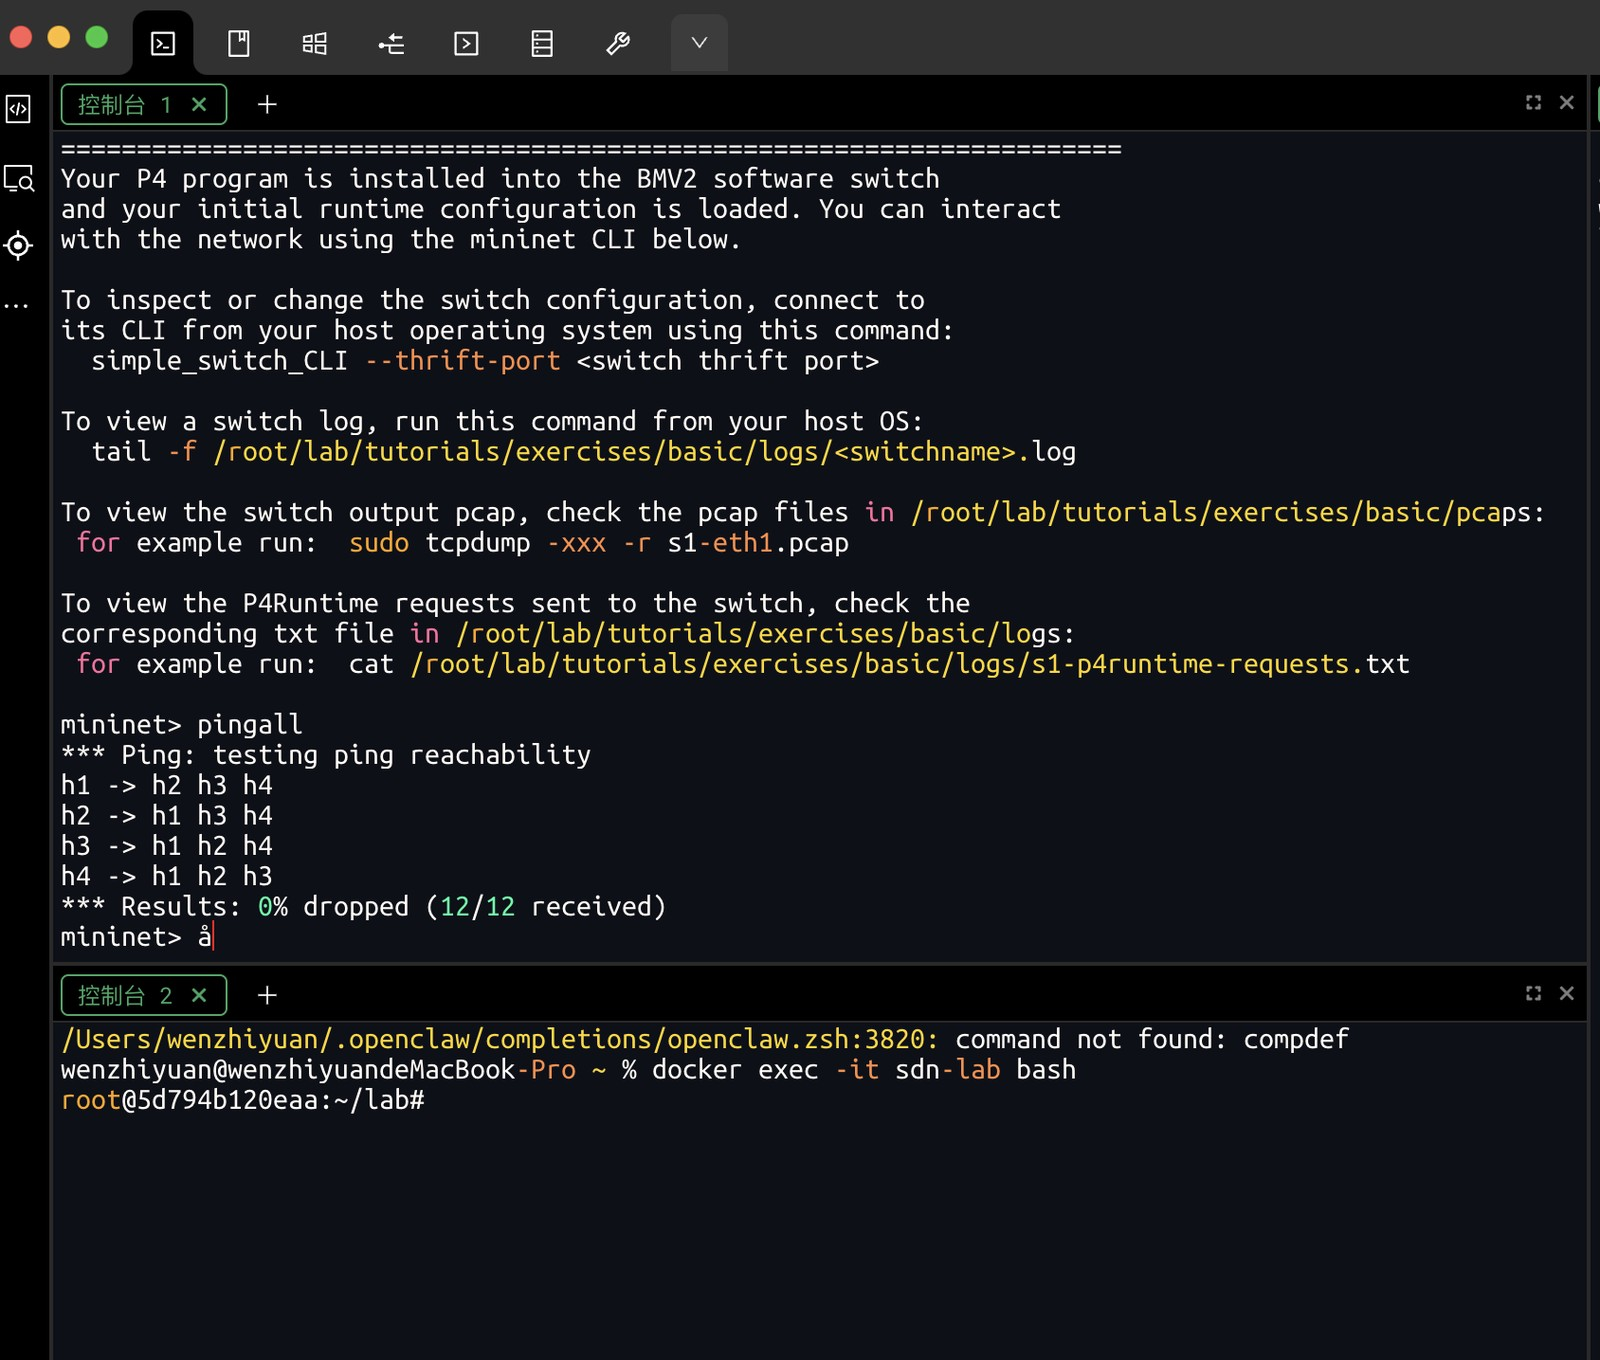 控制台 1
======================================================================
Your P4 program is installed into the BMV2 software switch
and your initial runtime configuration is loaded. You can interact
with the network using the mininet CLI below.
To inspect or change the switch configuration, connect to
its CLI from your host operating system using this command:
  simple_switch_CLI --thrift-port <switch thrift port>
To view a switch log, run this command from your host OS:
  tail -f /root/lab/tutorials/exercises/basic/logs/<switchname>.log
To view the switch output pcap, check the pcap files in /root/lab/tutorials/exercises/basic/pcaps:
 for example run:  sudo tcpdump -xxx -r s1-eth1.pcap
To view the P4Runtime requests sent to the switch, check the
corresponding txt file in /root/lab/tutorials/exercises/basic/logs:
 for example run:  cat /root/lab/tutorials/exercises/basic/logs/s1-p4runtime-requests.txt
mininet> pingall
*** Ping: testing ping reachability
h1 -> h2 h3 h4
h2 -> h1 h3 h4
h3 -> h1 h2 h4
h4 -> h1 h2 h3
*** Results: 0% dropped (12/12 received)
mininet> å
控制台 2
/Users/wenzhiyuan/.openclaw/completions/openclaw.zsh:3820: command not found: compdef
wenzhiyuan@wenzhiyuandeMacBook-Pro ~ % docker exec -it sdn-lab bash
root@5d794b120eaa:~/lab#